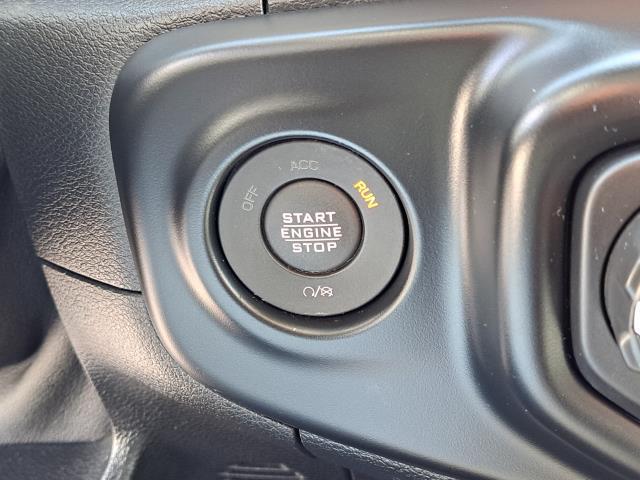 OFF
ACC
RUN
START
ENGINE
STOP